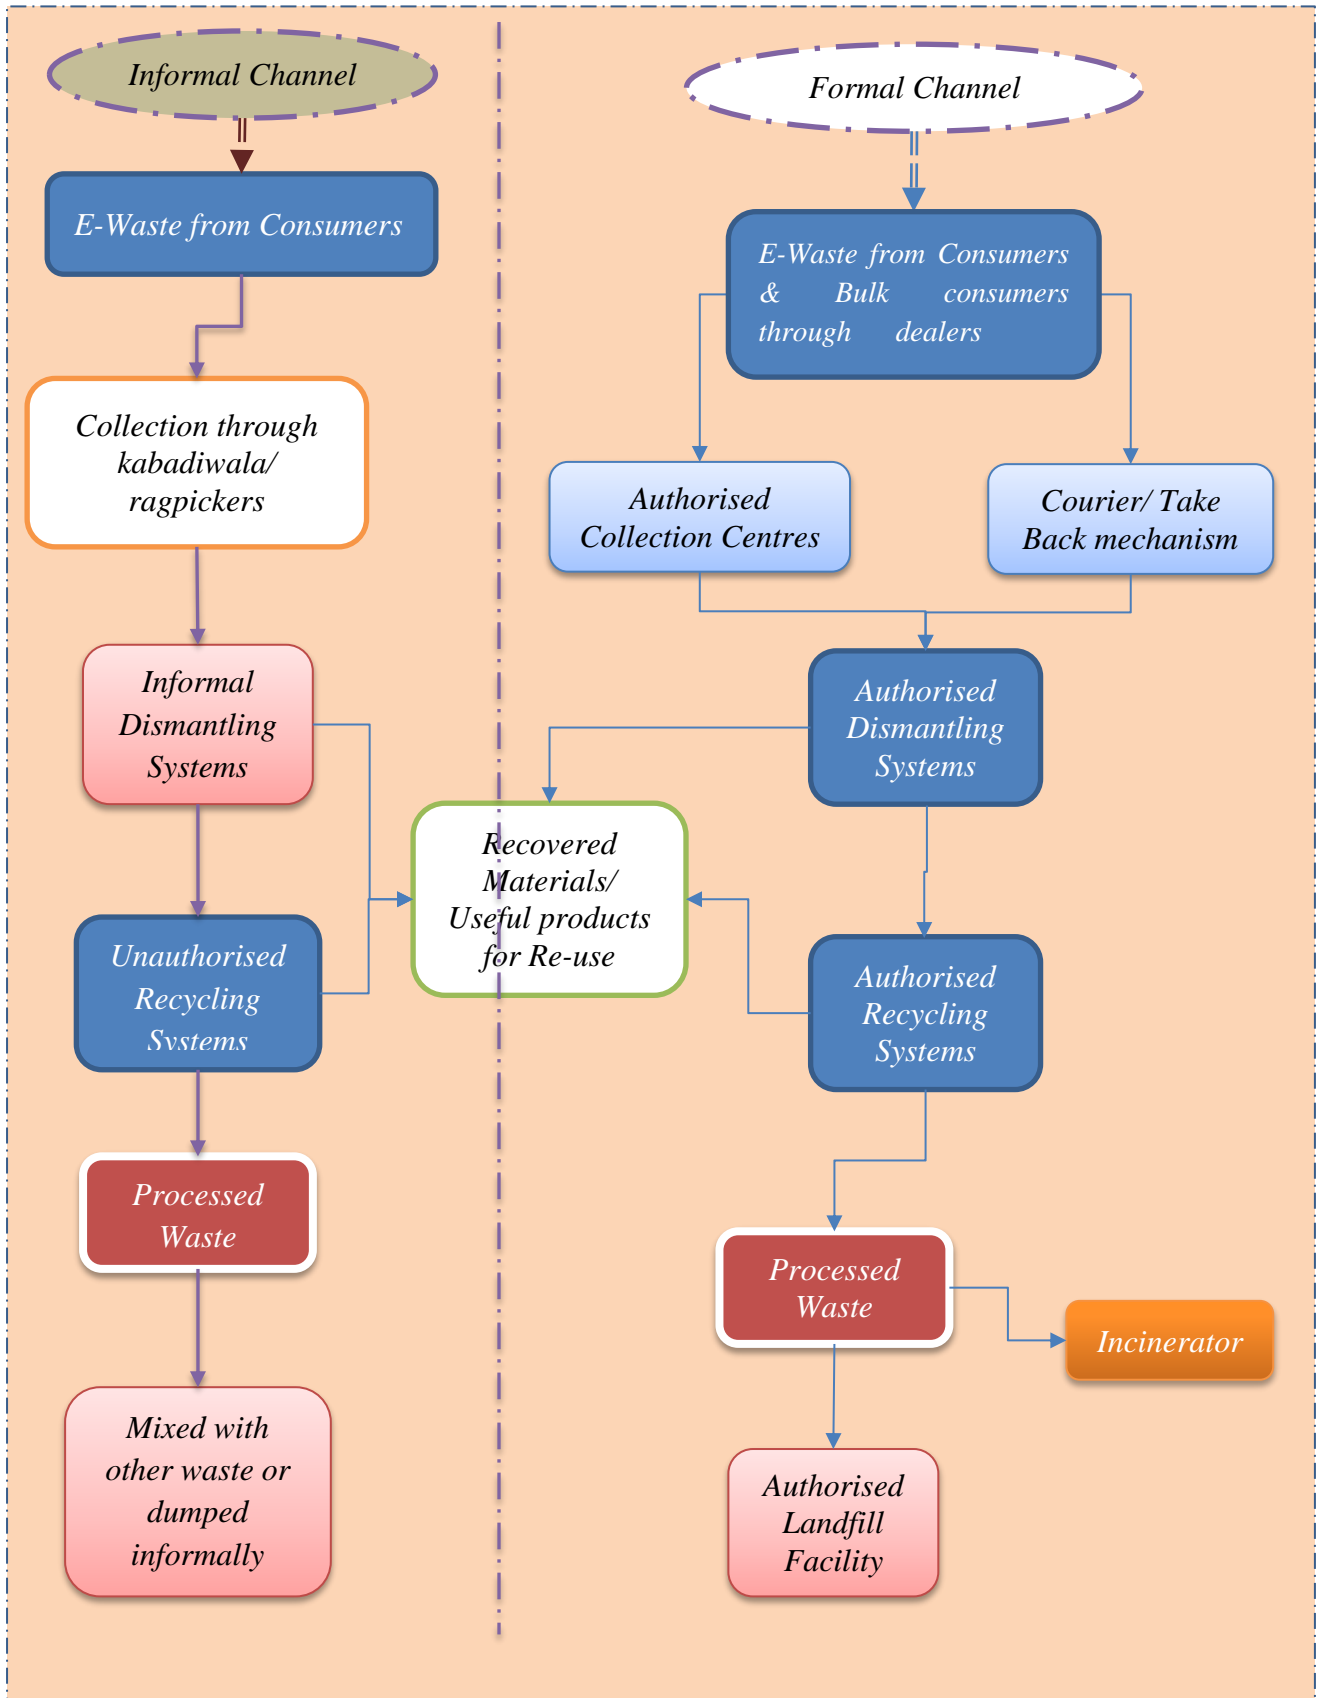 Informal Channel
E-Waste from Consumers
Collection through
kabadiwala/
ragpickers
Informal
Dismantling
Systems
Unauthorised
Recycling
Systems
Processed
Waste
Mixed with
other waste or
dumped
informally
Recovered
Materials/
Useful products
for Re-use
Formal Channel
E-Waste from Consumers
& Bulk consumers
through dealers
Authorised
Collection Centres
Courier/ Take
Back mechanism
Authorised
Dismantling
Systems
Authorised
Recycling
Systems
Processed
Waste
Incinerator
Authorised
Landfill
Facility